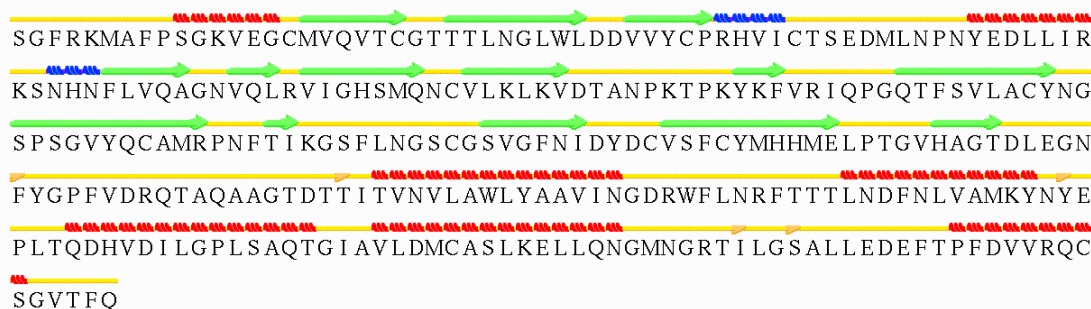 SGFRKMAFPSGKVEGCMVQVTCGTTTLNGLWLDDVVYCPRHVICTSEDMLNPNYEDLLIR
KSNHNFLVQAGNVQLRVIGHSMQNCVLKLKVDTANPKTPKYKFVRIQPGQTFSVLACYNG
SPSGVYQCAMRPNFTIKGSFLNGSCGSVGFNIDYDCVSFCYMHHMELPTGVHAGTDLEGN
FYGPFVDRQTAQAAGTDTTITVNVLAWLYAAVINGDRWFLNRFTTTLNDFNLVAMKYNYE
PLTQDHVDILGPLSAQTGIAVLDMCASLKELLQNGMNGRTILGSALLEDEFTPFDVVRQC
SGVTFQ